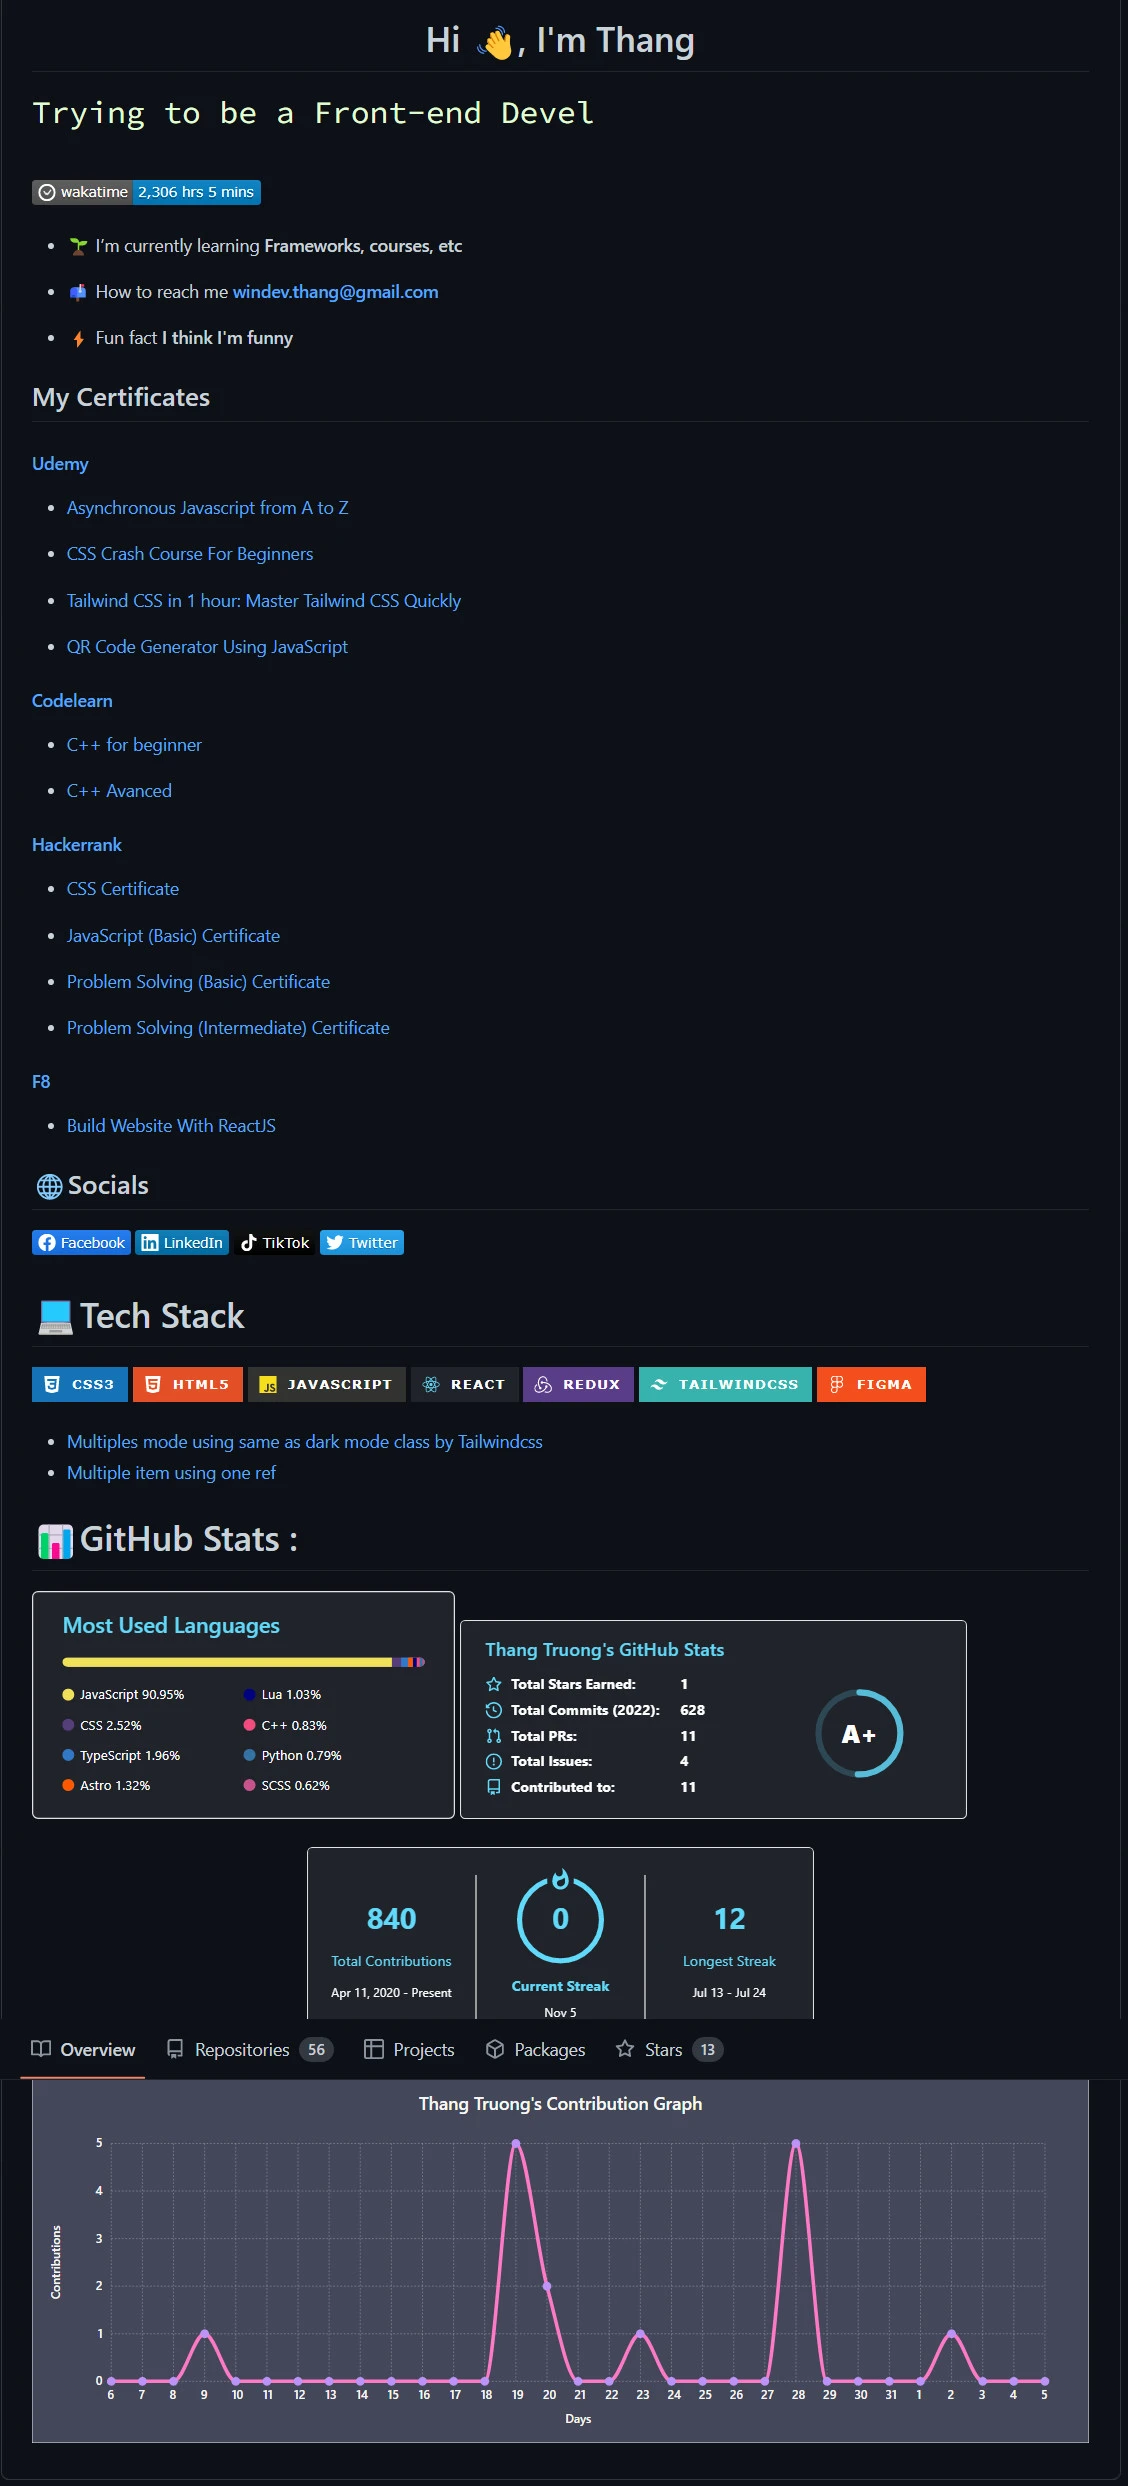 Hi 👋, I'm Thang
Trying to be a Front-end Devel
wakatime 2,306 hrs 5 mins
🌱 I’m currently learning Frameworks, courses, etc
📫 How to reach me windev.thang@gmail.com
⚡ Fun fact I think I'm funny
My Certificates
Udemy
Asynchronous Javascript from A to Z
CSS Crash Course For Beginners
Tailwind CSS in 1 hour: Master Tailwind CSS Quickly
QR Code Generator Using JavaScript
Codelearn
C++ for beginner
C++ Avanced
Hackerrank
CSS Certificate
JavaScript (Basic) Certificate
Problem Solving (Basic) Certificate
Problem Solving (Intermediate) Certificate
F8
Build Website With ReactJS
🌐 Socials
Facebook LinkedIn TikTok Twitter
💻 Tech Stack
CSS3 HTML5 JS JAVASCRIPT REACT REDUX TAILWINDCSS FIGMA
Multiples mode using same as dark mode class by Tailwindcss
Multiple item using one ref
📊 GitHub Stats :
Most Used Languages
JavaScript 90.95%
CSS 2.52%
TypeScript 1.96%
Astro 1.32%
Lua 1.03%
C++ 0.83%
Python 0.79%
SCSS 0.62%
Thang Truong's GitHub Stats
Total Stars Earned: 1
Total Commits (2022): 628
Total PRs: 11
Total Issues: 4
Contributed to: 11
A+
840
Total Contributions
Apr 11, 2020 - Present
0
Current Streak
Nov 5
12
Longest Streak
Jul 13 - Jul 24
Overview Repositories 56 Projects Packages Stars 13
Thang Truong's Contribution Graph
Contributions
5
4
3
2
1
0
6 7 8 9 10 11 12 13 14 15 16 17 18 19 20 21 22 23 24 25 26 27 28 29 30 31 1 2 3 4 5
Days